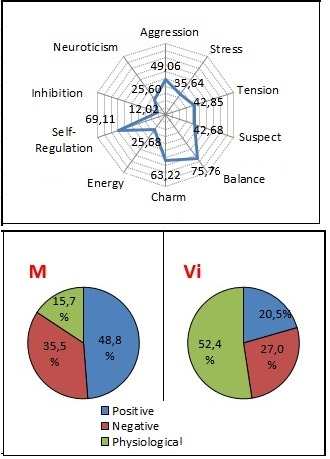 Aggression
Neuroticism
Stress
49,06
25,60
35,64
Inhibition
12,02
42,85
Tension
69,11
Self-
Regulation
42,68
Suspect
25,68
Energy
63,22
75,76
Balance
Charm
M
Vi
15,7
%
48,8
%
35,5
%
20,5%
52,4
%
27,0
%
Positive
Negative
Physiological